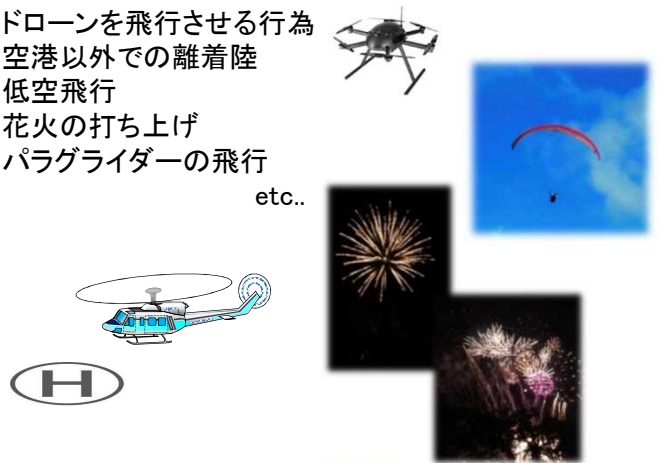 ドローンを飛行させる行為
空港以外での離着陸
低空飛行
花火の打ち上げ
パラグライダーの飛行
etc..
H